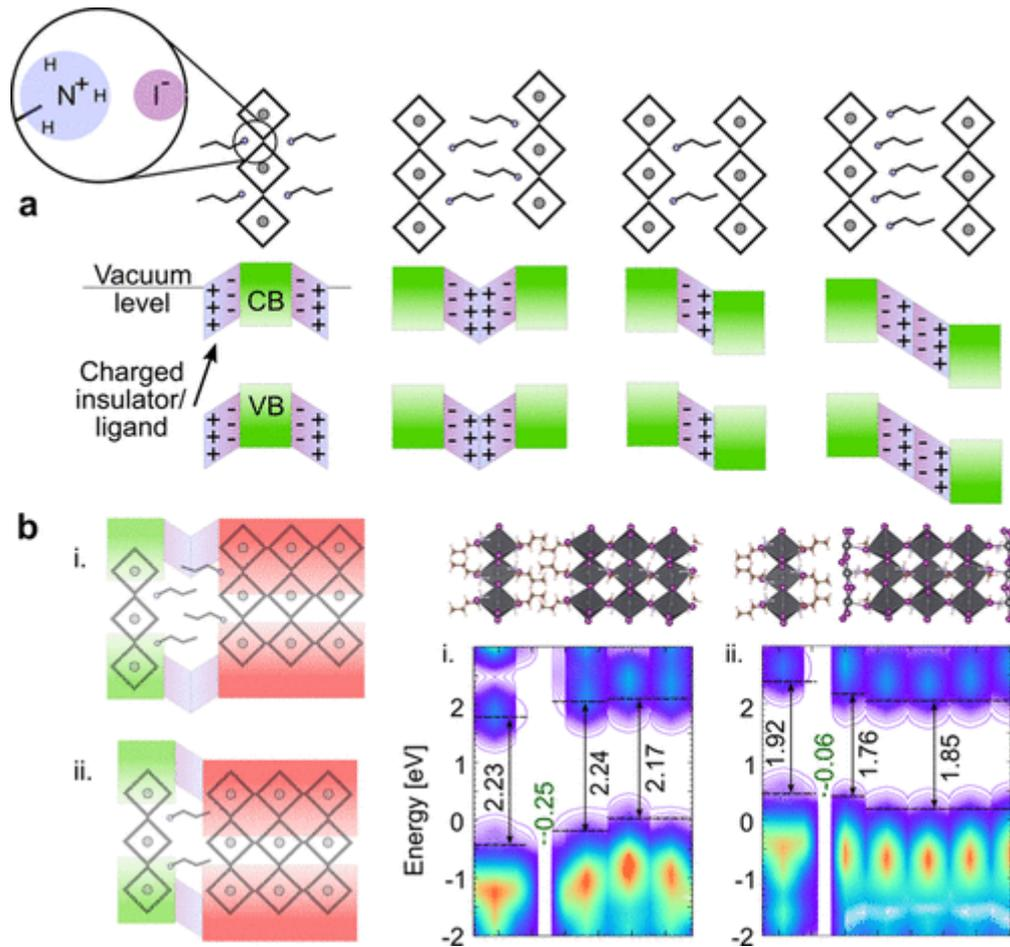 H
N+
H
H
I-
a
Vacuum
level
CB
Charged
insulator/
ligand
VB
+ + +
- - -
b
i.
ii.
i.
ii.
Energy [eV]
2
1
0
-1
-2
2.23
-0.25
2.24
2.17
2
1
0
-1
-2
1.92
-0.06
1.76
1.85